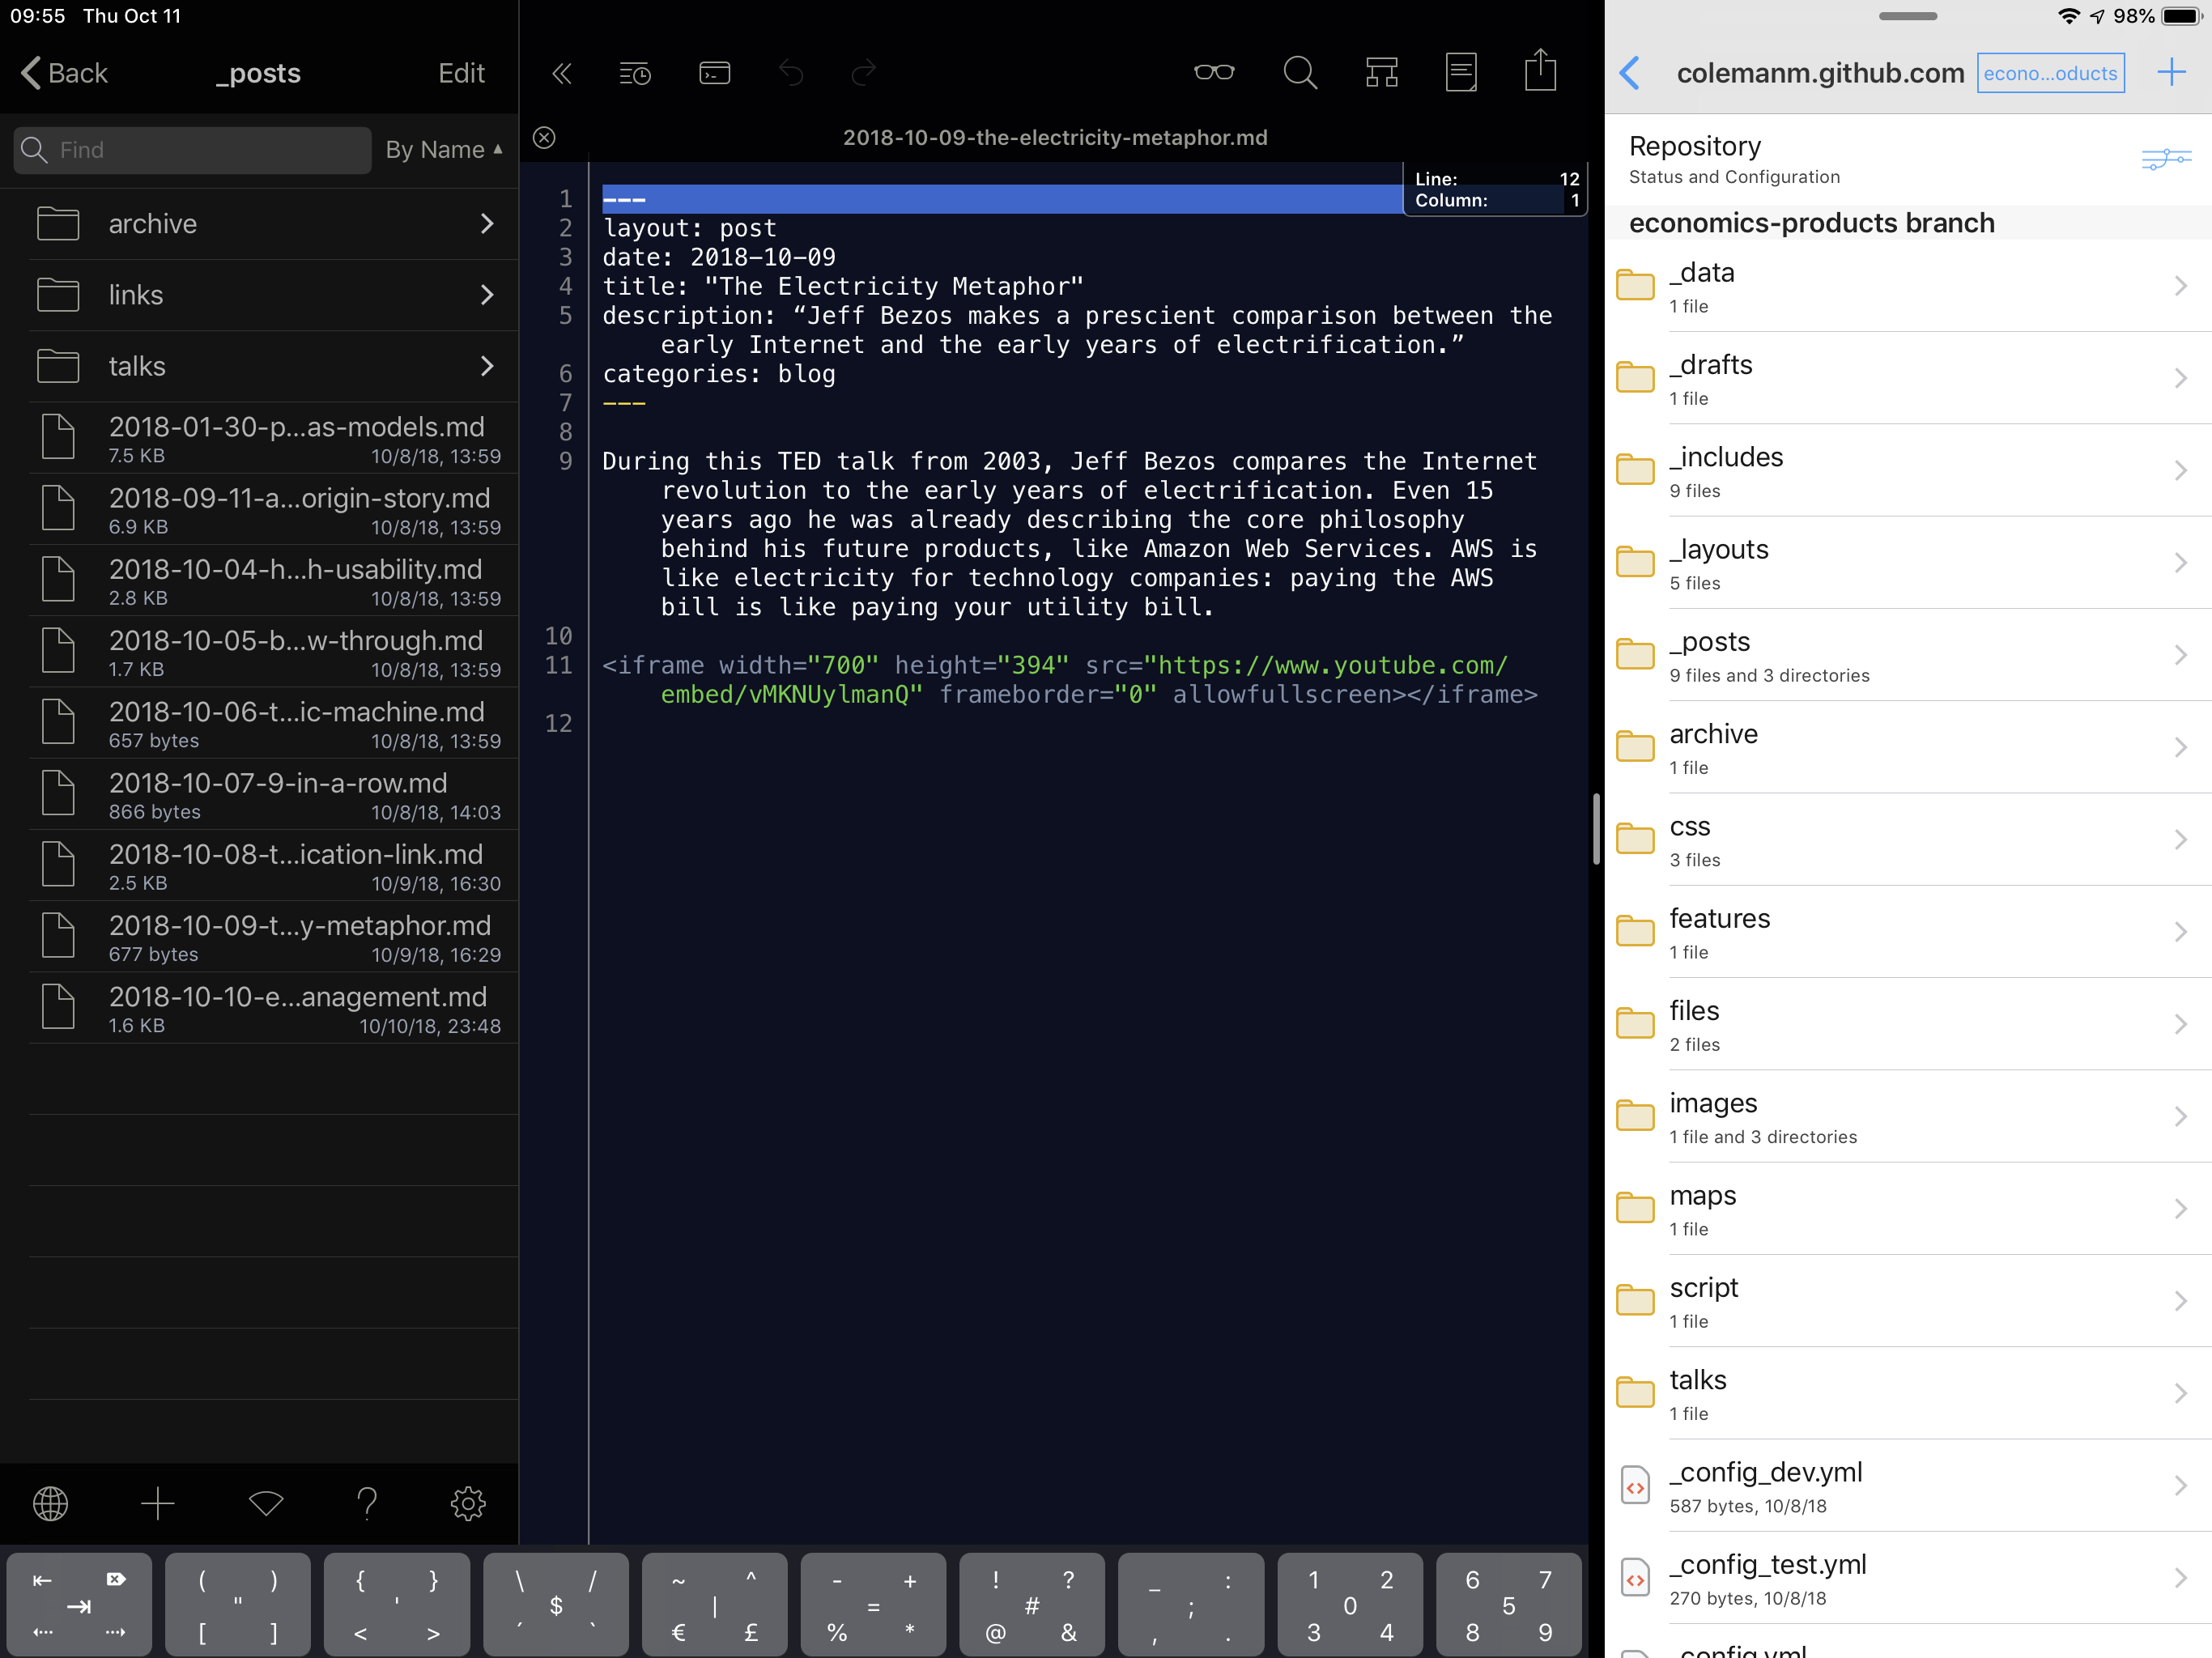 09:55 Thu Oct 11
98%
Back
_posts
Edit
Find
By Name ▲
archive
links
talks
2018-01-30-p...as-models.md
7.5 KB 10/8/18, 13:59
2018-09-11-a...origin-story.md
6.9 KB 10/8/18, 13:59
2018-10-04-h...h-usability.md
2.8 KB 10/8/18, 13:59
2018-10-05-b...w-through.md
1.7 KB 10/8/18, 13:59
2018-10-06-t...ic-machine.md
657 bytes 10/8/18, 13:59
2018-10-07-9-in-a-row.md
866 bytes 10/8/18, 14:03
2018-10-08-t...ication-link.md
2.5 KB 10/9/18, 16:30
2018-10-09-t...y-metaphor.md
677 bytes 10/9/18, 16:29
2018-10-10-e...anagement.md
1.6 KB 10/10/18, 23:48
2018-10-09-the-electricity-metaphor.md
Line: 12
Column: 1
1 ---
2 layout: post
3 date: 2018-10-09
4 title: "The Electricity Metaphor"
5 description: “Jeff Bezos makes a prescient comparison between the
early Internet and the early years of electrification.”
6 categories: blog
7 ---
8
9 During this TED talk from 2003, Jeff Bezos compares the Internet
revolution to the early years of electrification. Even 15
years ago he was already describing the core philosophy
behind his future products, like Amazon Web Services. AWS is
like electricity for technology companies: paying the AWS
bill is like paying your utility bill.
10
11 <iframe width="700" height="394" src="https://www.youtube.com/
embed/vMKNUylmanQ" frameborder="0" allowfullscreen></iframe>
12
colemanm.github.com
econo...oducts
+
Repository
Status and Configuration
economics-products branch
_data
1 file
_drafts
1 file
_includes
9 files
_layouts
5 files
_posts
9 files and 3 directories
archive
1 file
css
3 files
features
1 file
files
2 files
images
1 file and 3 directories
maps
1 file
script
1 file
talks
1 file
_config_dev.yml
587 bytes, 10/8/18
_config_test.yml
270 bytes, 10/8/18
_config.yml
( ) { } \ / ~ ^ - + ! ? _ : 1 2 6 7
" ' $ | = # ; 0 5
[ ] < > ´ ` € £ % * @ & , . 3 4 8 9